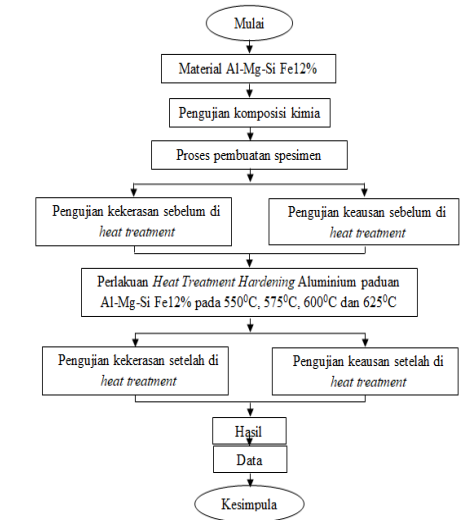 Mulai
Material Al-Mg-Si Fe12%
Pengujian komposisi kimia
Proses pembuatan spesimen
Pengujian kekerasan sebelum di
heat treatment
Pengujian keausan sebelum di
heat treatment
Perlakuan Heat Treatment Hardening Aluminium paduan
Al-Mg-Si Fe12% pada 550⁰C, 575⁰C, 600⁰C dan 625⁰C
Pengujian kekerasan setelah di
heat treatment
Pengujian keausan setelah di
heat treatment
Hasil
Data
Kesimpula